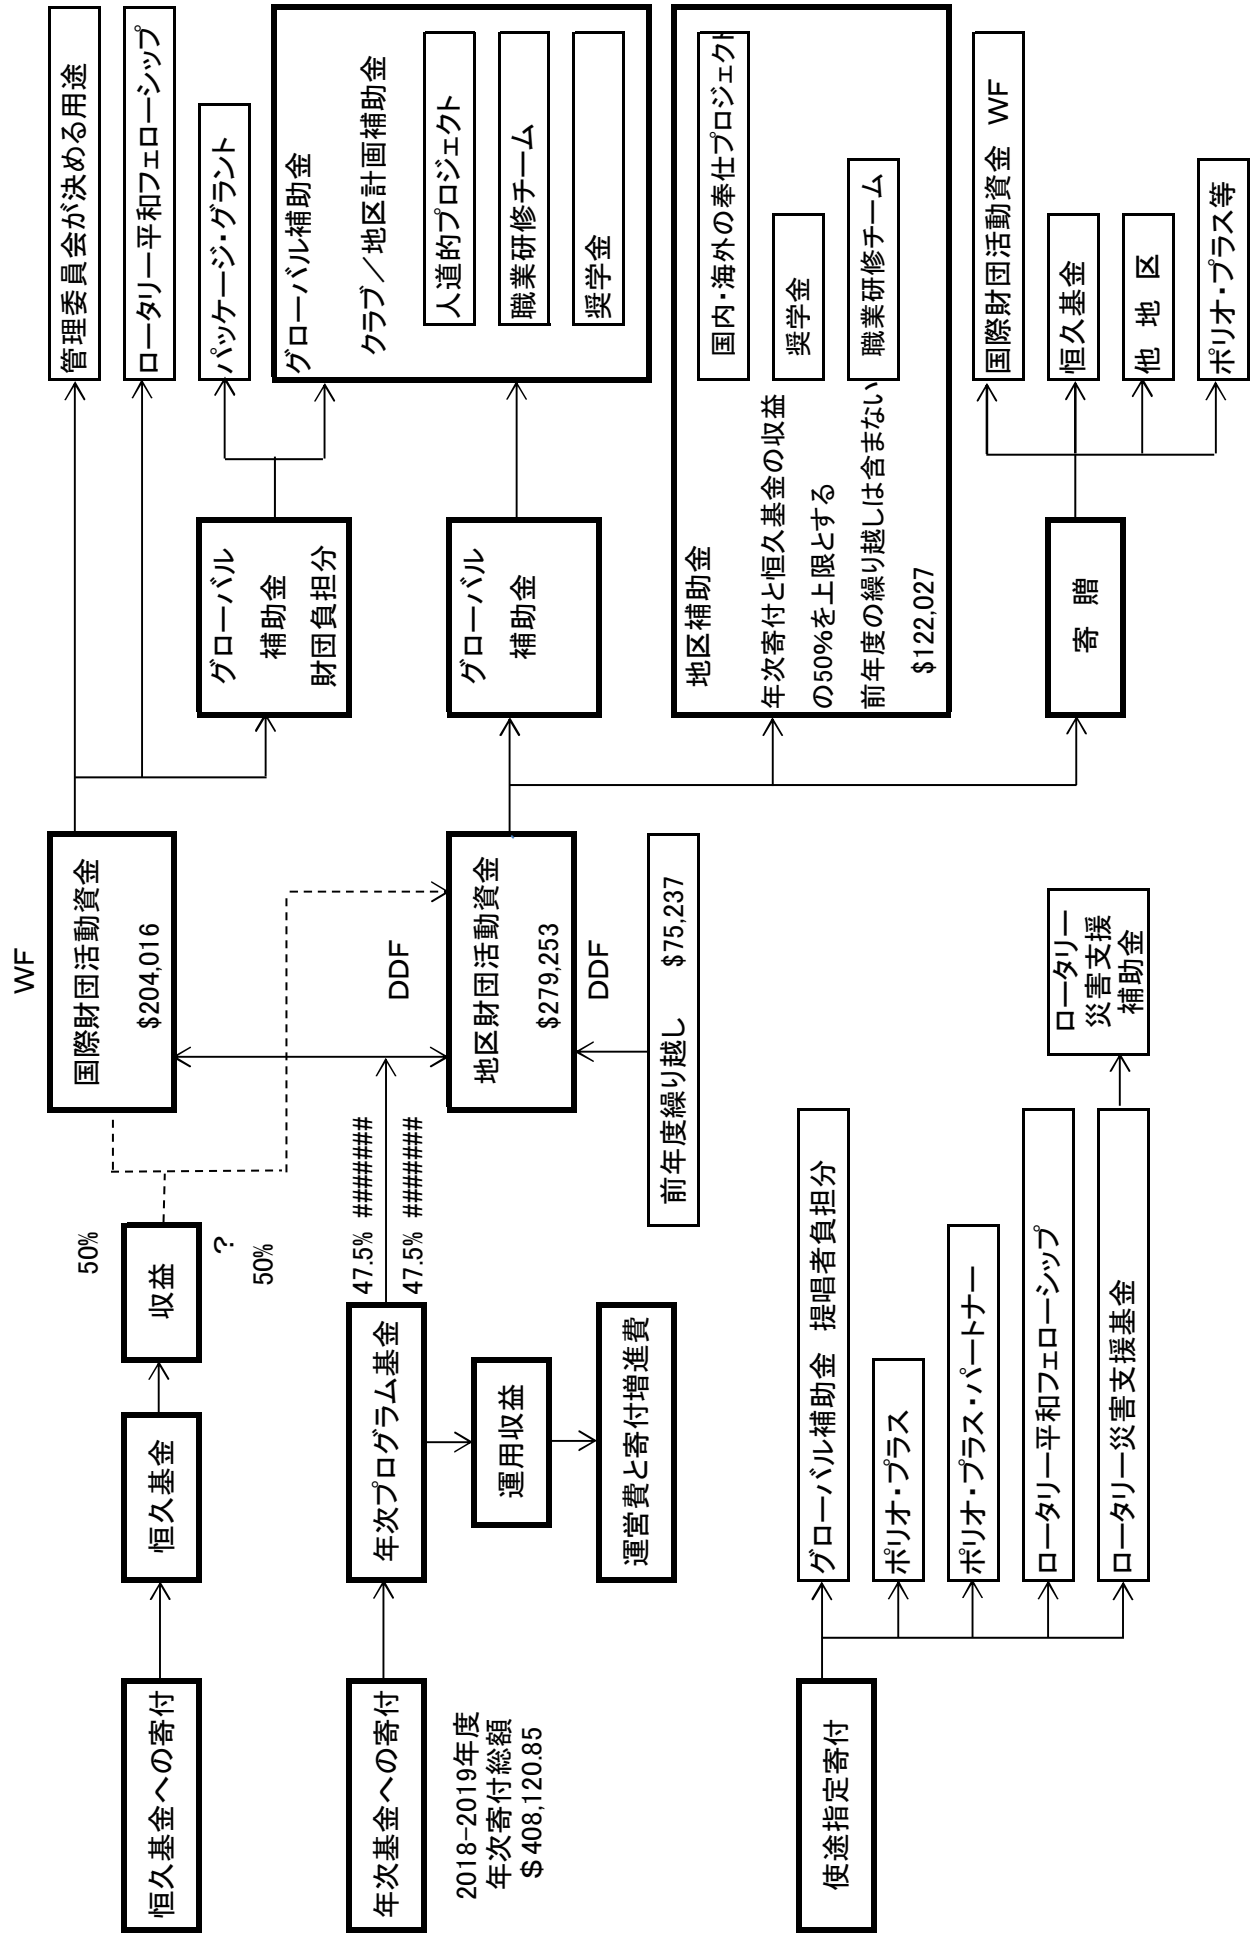 恒久基金への寄付
恒久基金
収益
50%
?
50%
WF
国際財団活動資金
$204,016
管理委員会が決める用途
ロータリー平和フェローシップ
グローバル
補助金
財団負担分
パッケージ・グラント
グローバル補助金
クラブ／地区計画補助金
人道的プロジェクト
職業研修チーム
奨学金
年次基金への寄付
2018-2019年度
年次寄付総額
＄408,120.85
年次プログラム基金
47.5% #######
47.5% #######
運用収益
運営費と寄付増進費
DDF
地区財団活動資金
$279,253
DDF
前年度繰り越し $75,237
グローバル
補助金
地区補助金
国内・海外の奉仕プロジェクト
年次寄付と恒久基金の収益
奨学金
の50%を上限とする
前年度の繰り越しは含まない
職業研修チーム
$122,027
寄 贈
国際財団活動資金 WF
恒久基金
他 地 区
ポリオ・プラス等
使途指定寄付
グローバル補助金 提唱者負担分
ポリオ・プラス
ポリオ・プラス・パートナー
ロータリー平和フェローシップ
ロータリー災害支援基金
ロータリー
災害支援
補助金